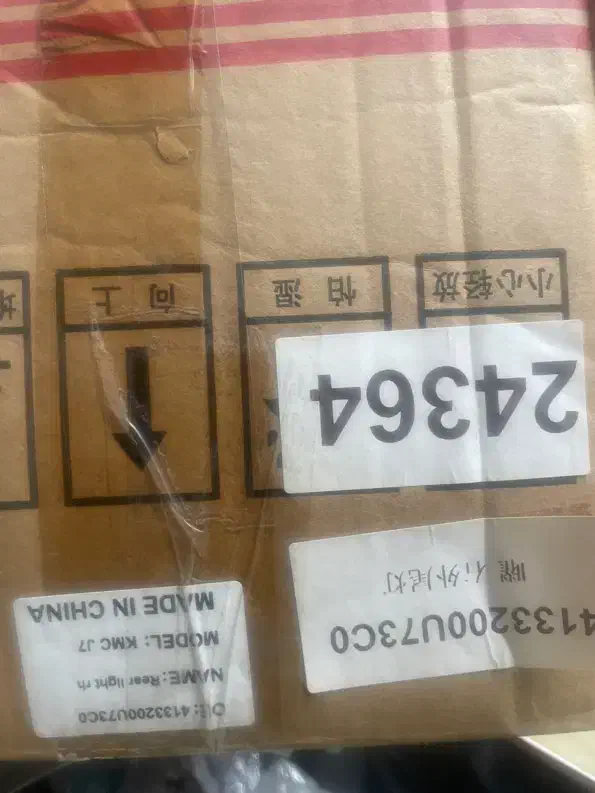 4133200U73C0
外尾灯
OE: 4133200U73C0
NAME: Rear light rh
MODEL: KMC J7
MADE IN CHINA
24364
小心轻放
怕 湿
向 上